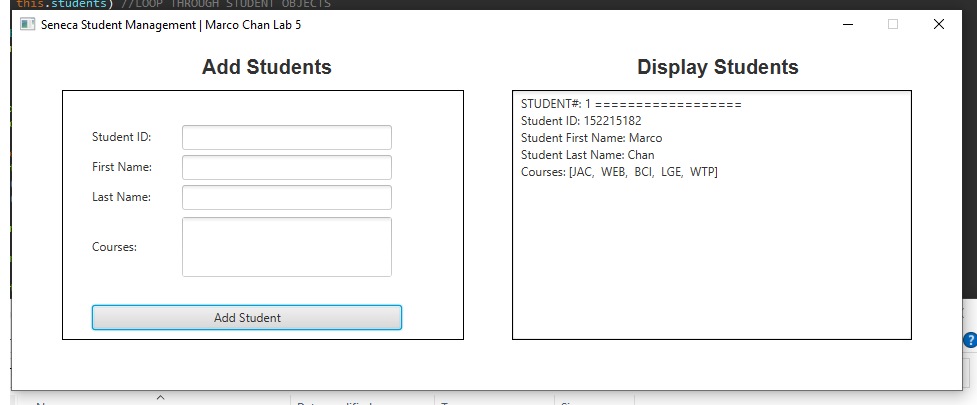 this.students) //LOOP THROUGH STUDENT OBJECTS
Seneca Student Management | Marco Chan Lab 5
Add Students
Student ID:
First Name:
Last Name:
Courses:
Add Student
Display Students
STUDENT#: 1 ==================
Student ID: 152215182
Student First Name: Marco
Student Last Name: Chan
Courses: [JAC,  WEB,  BCI,  LGE,  WTP]
?